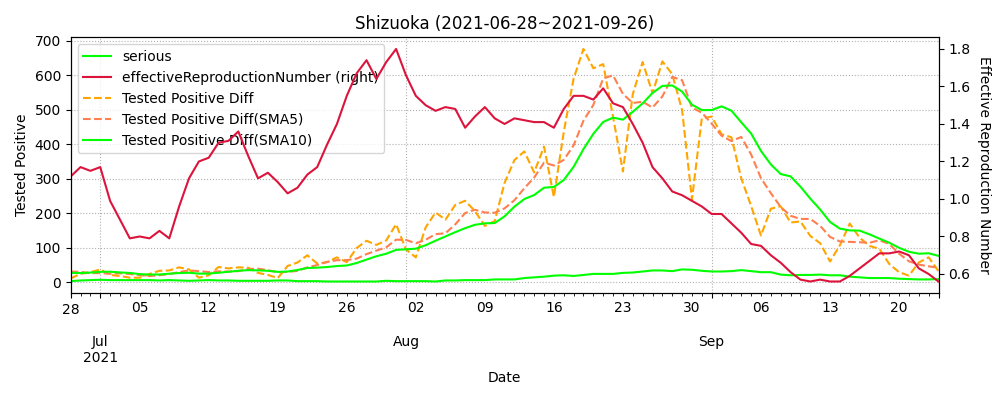 Shizuoka (2021-06-28~2021-09-26)
serious
effectiveReproductionNumber (right)
Tested Positive Diff
Tested Positive Diff(SMA5)
Tested Positive Diff(SMA10)
700
600
500
400
300
200
100
0
Tested Positive
1.8
1.6
1.4
1.2
1.0
0.8
0.6
Effective Reproduction Number
28 05 12 19 26 02 09 16 23 30 06 13 20
Jul Aug Sep
2021
Date